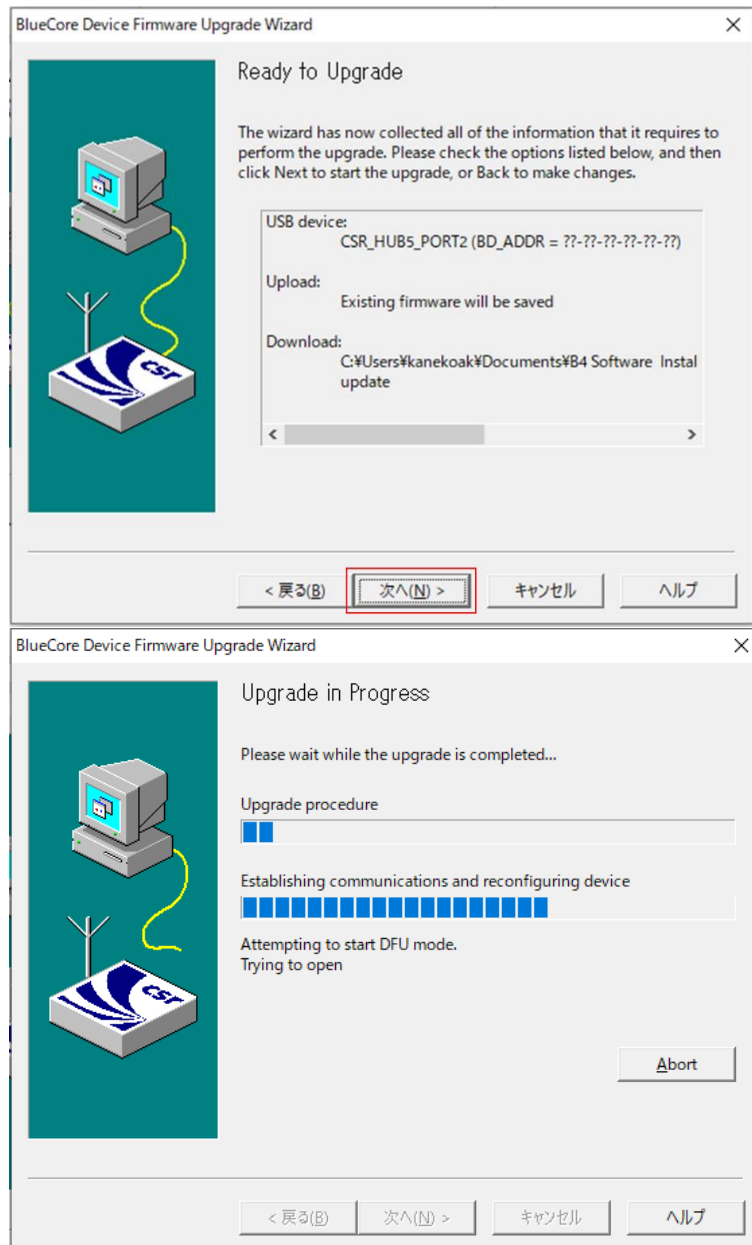 BlueCore Device Firmware Upgrade Wizard
Ready to Upgrade
The wizard has now collected all of the information that it requires to
perform the upgrade. Please check the options listed below, and then
click Next to start the upgrade, or Back to make changes.
USB device:
CSR_HUB5_PORT2 (BD_ADDR = ??-??-??-??-??-??)
Upload:
Existing firmware will be saved
Download:
C:¥Users¥kanekoak¥Documents¥B4 Software Instal
update
CSr
< 戻る(B)
次へ(N) >
キャンセル
ヘルプ
BlueCore Device Firmware Upgrade Wizard
Upgrade in Progress
Please wait while the upgrade is completed...
Upgrade procedure
Establishing communications and reconfiguring device
Attempting to start DFU mode.
Trying to open
CSr
Abort
< 戻る(B)
次へ(N) >
キャンセル
ヘルプ